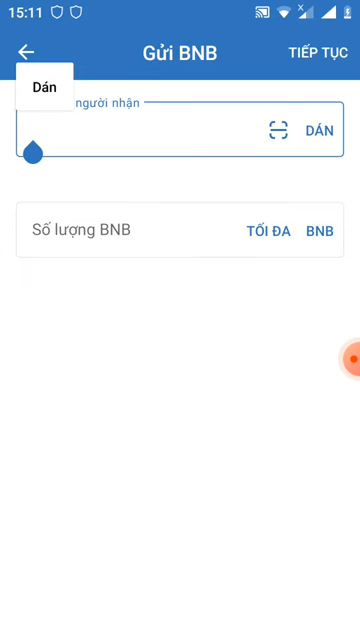 15:11
Gửi BNB
TIẾP TỤC
Dán
người nhận
DÁN
Số lượng BNB
TỐI ĐA
BNB